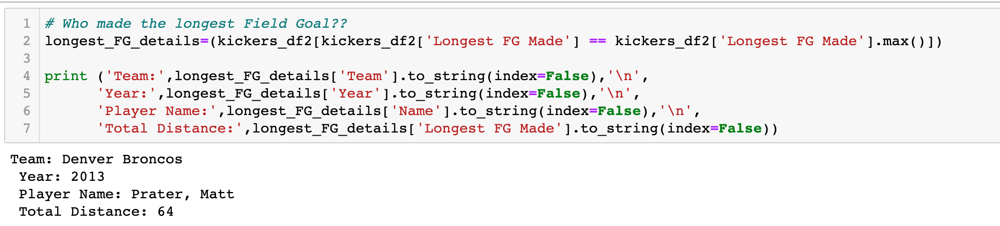 1 # Who made the longest Field Goal??
2 longest_FG_details=(kickers_df2[kickers_df2['Longest FG Made'] == kickers_df2['Longest FG Made'].max()])
3
4 print ('Team:',longest_FG_details['Team'].to_string(index=False),'\n',
5       'Year:',longest_FG_details['Year'].to_string(index=False),'\n',
6       'Player Name:',longest_FG_details['Name'].to_string(index=False),'\n',
7       'Total Distance:',longest_FG_details['Longest FG Made'].to_string(index=False))
Team: Denver Broncos
 Year: 2013
 Player Name: Prater, Matt
 Total Distance: 64